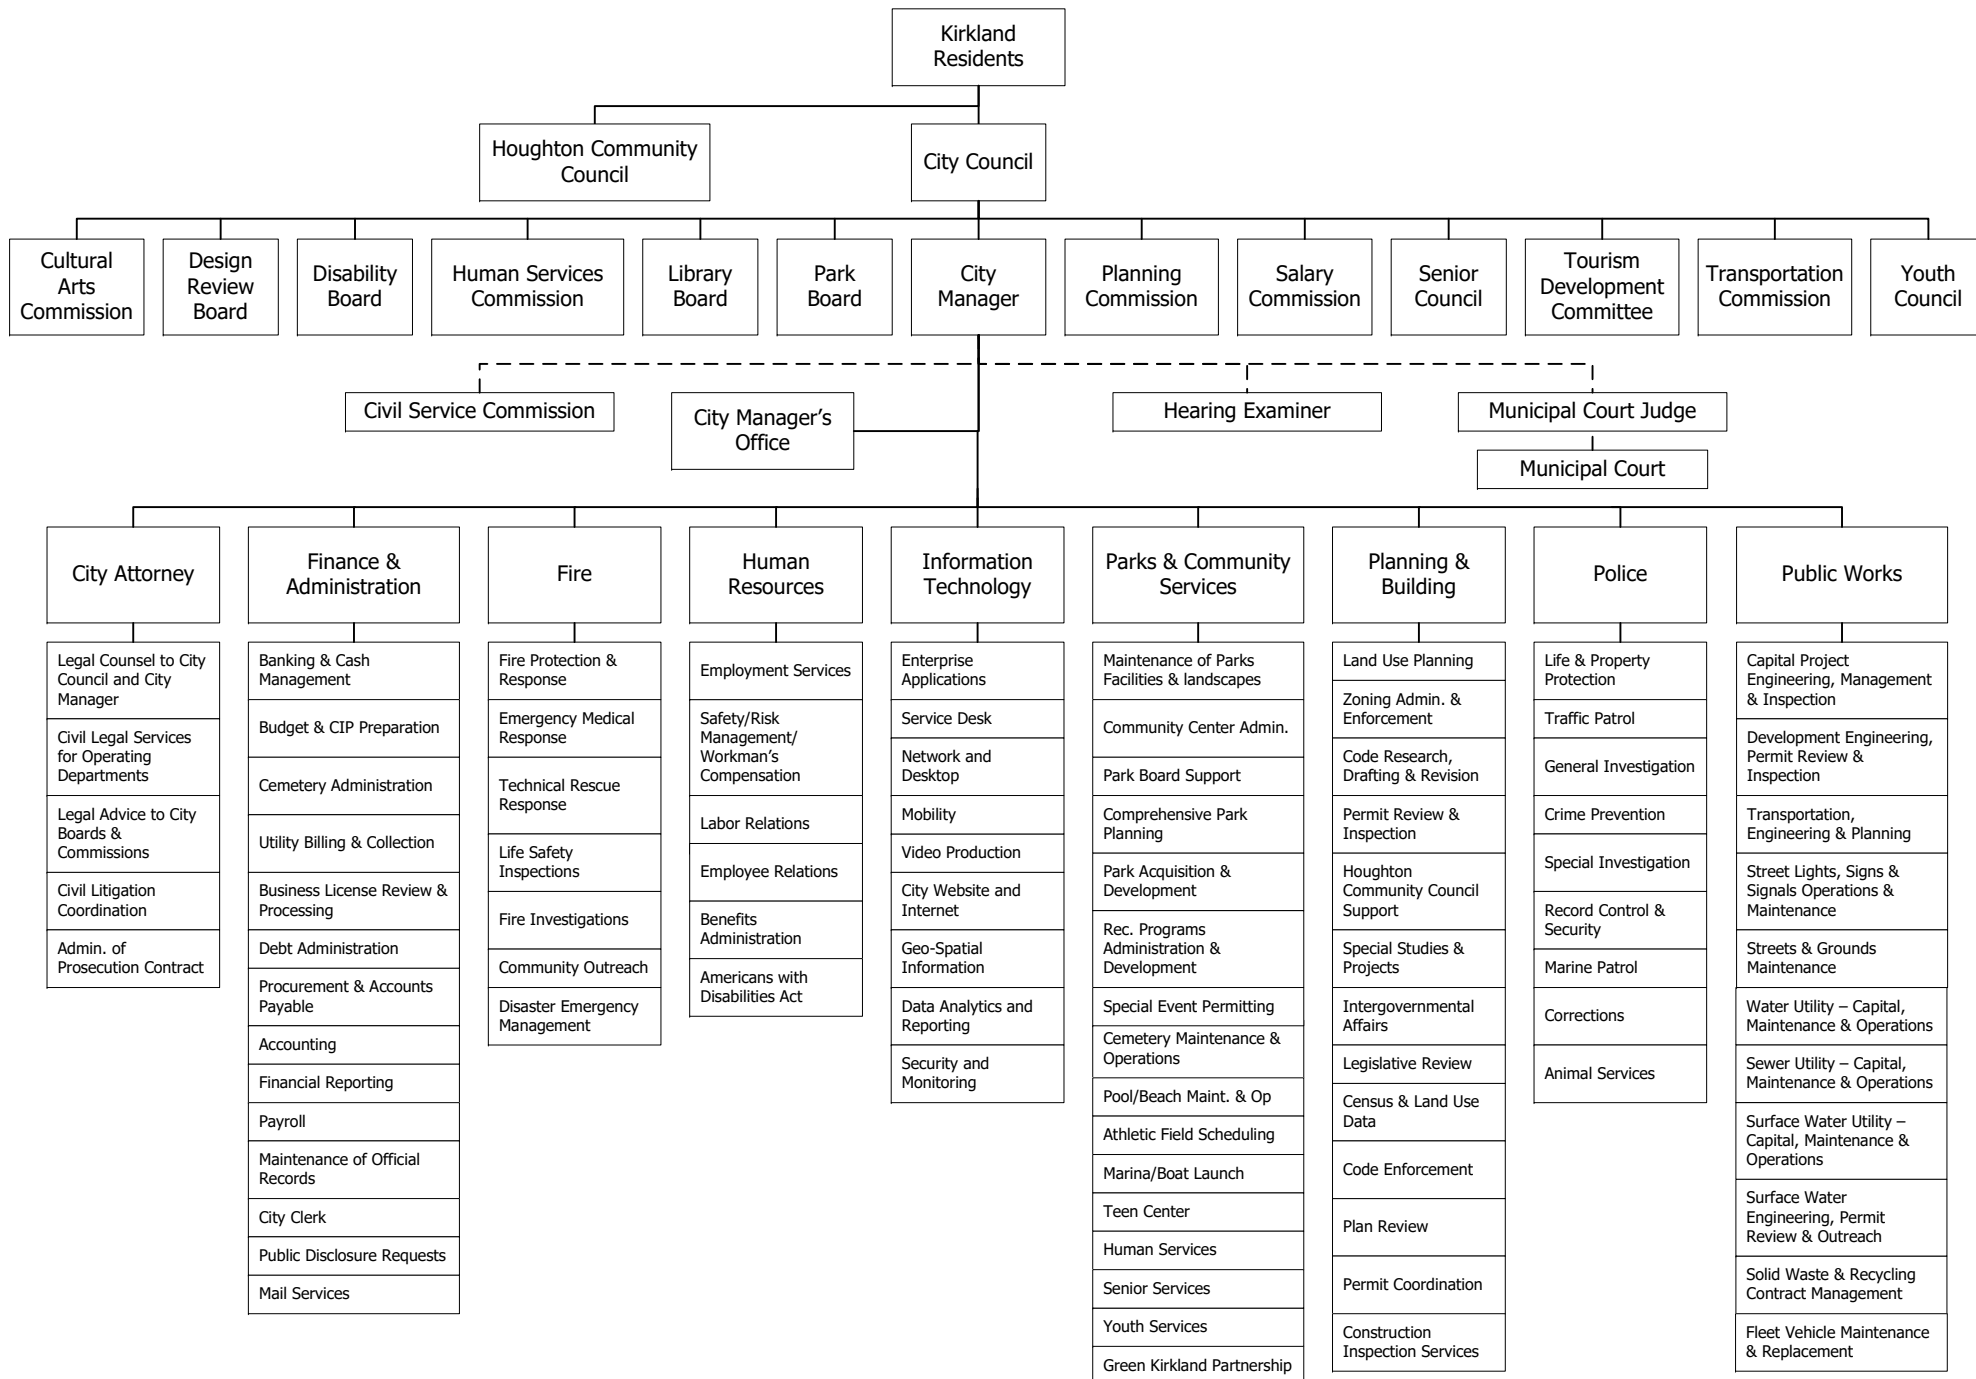 Kirkland
Residents
Houghton Community
Council
City Council
Cultural
Arts
Commission
Design
Review
Board
Disability
Board
Human Services
Commission
Library
Board
Park
Board
City
Manager
Planning
Commission
Salary
Commission
Senior
Council
Tourism
Development
Committee
Transportation
Commission
Youth
Council
Civil Service Commission
City Manager’s
Office
Hearing Examiner
Municipal Court Judge
Municipal Court
City Attorney
Legal Counsel to City
Council and City
Manager
Civil Legal Services
for Operating
Departments
Legal Advice to City
Boards &
Commissions
Civil Litigation
Coordination
Admin. of
Prosecution Contract
Finance &
Administration
Banking & Cash
Management
Budget & CIP Preparation
Cemetery Administration
Utility Billing & Collection
Business License Review &
Processing
Debt Administration
Procurement & Accounts
Payable
Accounting
Financial Reporting
Payroll
Maintenance of Official
Records
City Clerk
Public Disclosure Requests
Mail Services
Fire
Fire Protection &
Response
Emergency Medical
Response
Technical Rescue
Response
Life Safety
Inspections
Fire Investigations
Community Outreach
Disaster Emergency
Management
Human
Resources
Employment Services
Safety/Risk
Management/
Workman’s
Compensation
Labor Relations
Employee Relations
Benefits
Administration
Americans with
Disabilities Act
Information
Technology
Enterprise
Applications
Service Desk
Network and
Desktop
Mobility
Video Production
City Website and
Internet
Geo-Spatial
Information
Data Analytics and
Reporting
Security and
Monitoring
Parks & Community
Services
Maintenance of Parks
Facilities & landscapes
Community Center Admin.
Park Board Support
Comprehensive Park
Planning
Park Acquisition &
Development
Rec. Programs
Administration &
Development
Special Event Permitting
Cemetery Maintenance &
Operations
Pool/Beach Maint. & Op
Athletic Field Scheduling
Marina/Boat Launch
Teen Center
Human Services
Senior Services
Youth Services
Green Kirkland Partnership
Planning &
Building
Land Use Planning
Zoning Admin. &
Enforcement
Code Research,
Drafting & Revision
Permit Review &
Inspection
Houghton
Community Council
Support
Special Studies &
Projects
Intergovernmental
Affairs
Legislative Review
Census & Land Use
Data
Code Enforcement
Plan Review
Permit Coordination
Construction
Inspection Services
Police
Life & Property
Protection
Traffic Patrol
General Investigation
Crime Prevention
Special Investigation
Record Control &
Security
Marine Patrol
Corrections
Animal Services
Public Works
Capital Project
Engineering, Management
& Inspection
Development Engineering,
Permit Review &
Inspection
Transportation,
Engineering & Planning
Street Lights, Signs &
Signals Operations &
Maintenance
Streets & Grounds
Maintenance
Water Utility – Capital,
Maintenance & Operations
Sewer Utility – Capital,
Maintenance & Operations
Surface Water Utility –
Capital, Maintenance &
Operations
Surface Water
Engineering, Permit
Review & Outreach
Solid Waste & Recycling
Contract Management
Fleet Vehicle Maintenance
& Replacement